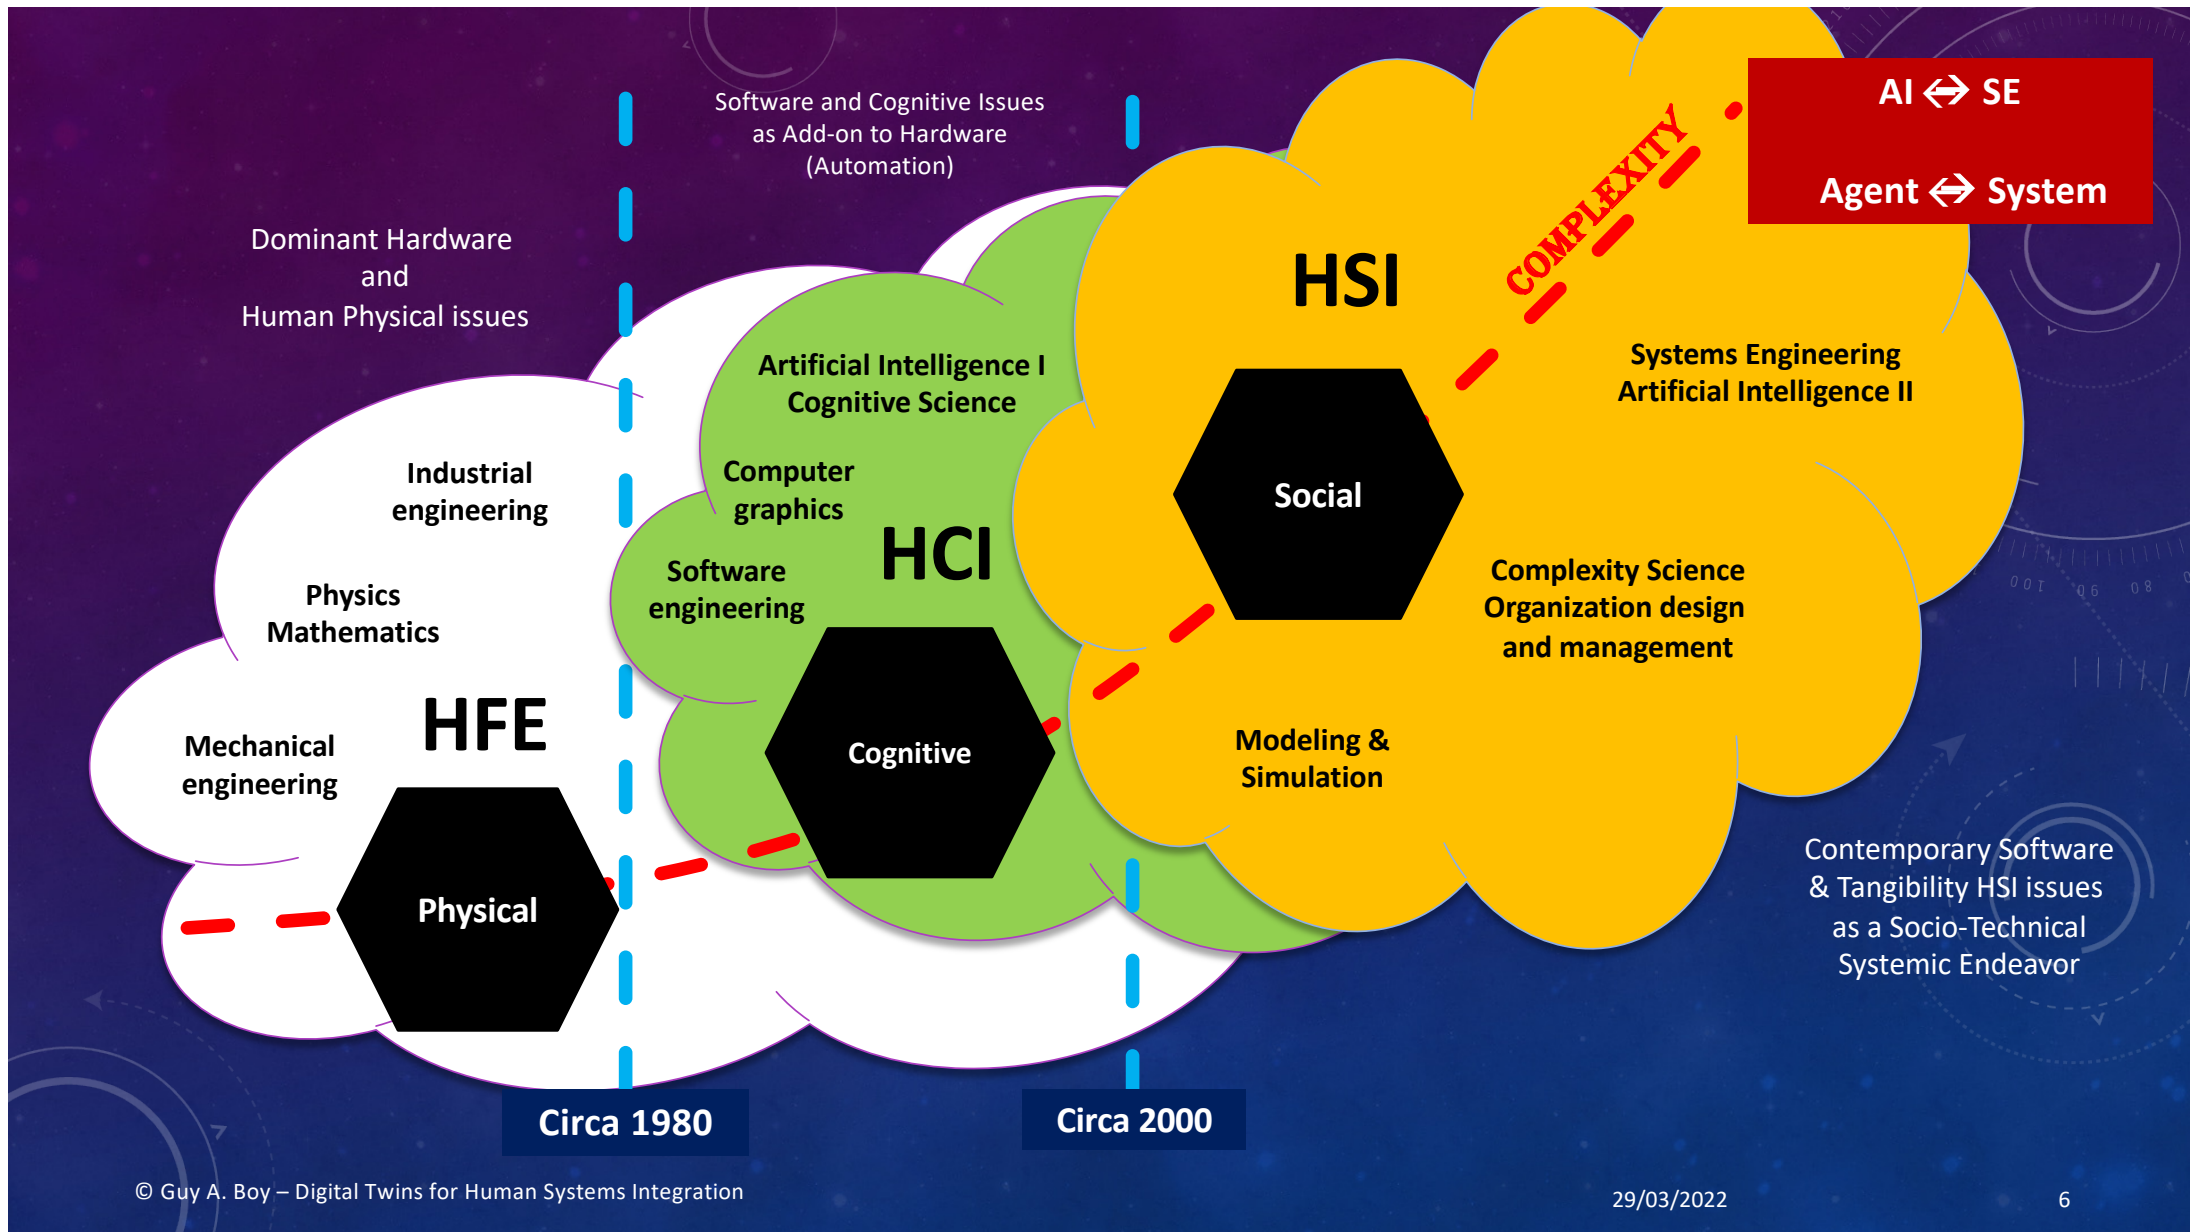 Software and Cognitive Issues
as Add-on to Hardware
(Automation)
Dominant Hardware
and
Human Physical issues
AI ⟺ SE
Agent ⟺ System
COMPLEXITY
HSI
Systems Engineering
Artificial Intelligence II
Social
Complexity Science
Organization design
and management
Modeling &
Simulation
Artificial Intelligence I
Cognitive Science
Computer
graphics
HCI
Software
engineering
Cognitive
Industrial
engineering
Physics
Mathematics
HFE
Mechanical
engineering
Physical
Contemporary Software
& Tangibility HSI issues
as a Socio-Technical
Systemic Endeavor
100 90 80
Circa 1980
Circa 2000
© Guy A. Boy – Digital Twins for Human Systems Integration
29/03/2022
6